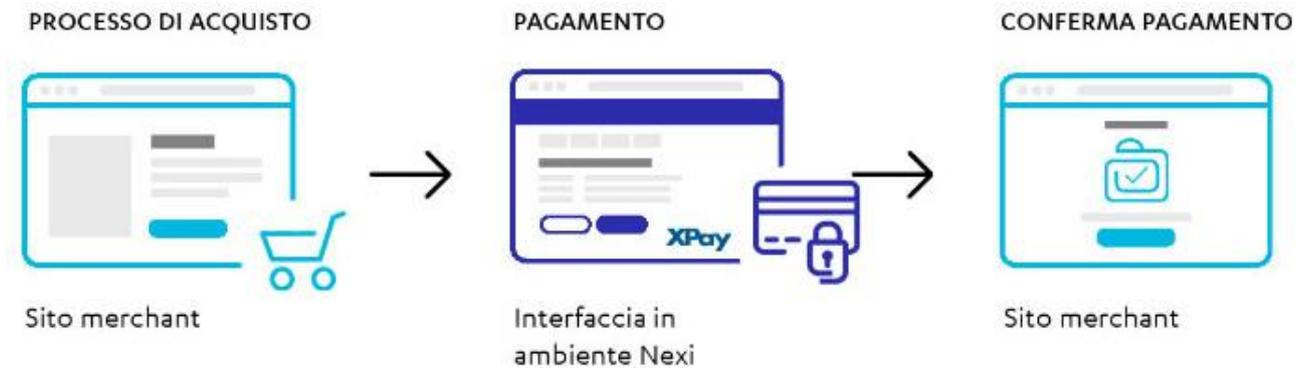 PROCESSO DI ACQUISTO
PAGAMENTO
CONFERMA PAGAMENTO
XPay
Sito merchant
Interfaccia in
ambiente Nexi
Sito merchant